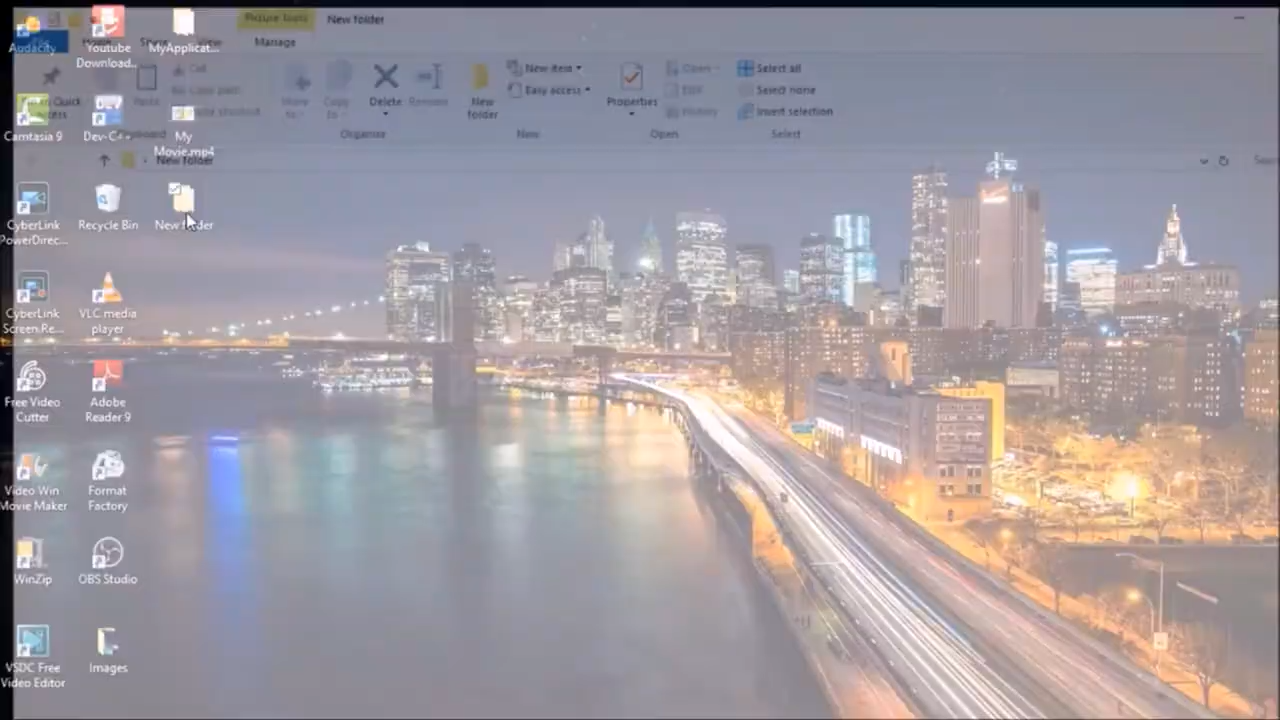 Picture Tools
New folder
Home
Share
View
Manage
Cut
Copy path
Paste
Move
to
Copy
to
Delete
Rename
New
folder
New item
Easy access
Properties
Open
Edit
History
Select all
Select none
Invert selection
Organise
New
Open
Select
New folder
Audacity
Youtube
Download...
MyApplicat...
Camtasia 9
Dev-C++
My
Movie.mp4
CyberLink
PowerDirec...
Recycle Bin
New folder
CyberLink
Screen Re...
VLC media
player
Free Video
Cutter
Adobe
Reader 9
Video Win
Movie Maker
Format
Factory
WinZip
OBS Studio
VSDC Free
Video Editor
Images